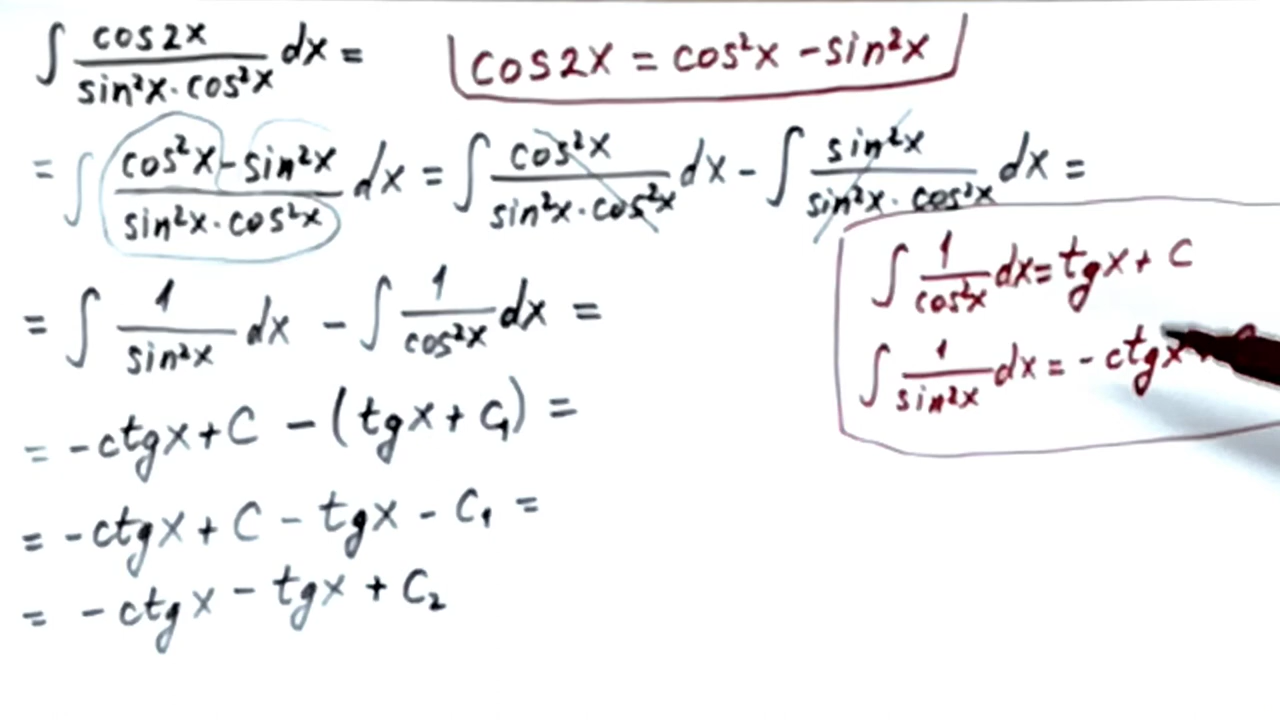 ∫ cos2x / (sin²x · cos²x) dx =
cos2x = cos²x - sin²x
= ∫ (cos²x - sin²x) / (sin²x · cos²x) dx = ∫ cos²x / (sin²x · cos²x) dx - ∫ sin²x / (sin²x · cos²x) dx =
∫ 1 / cos²x dx = tgx + C
∫ 1 / sin²x dx = - ctgx
= ∫ 1 / sin²x dx - ∫ 1 / cos²x dx =
= -ctgx + C - (tgx + C₁) =
= -ctgx + C - tgx - C₁ =
= -ctgx - tgx + C₂